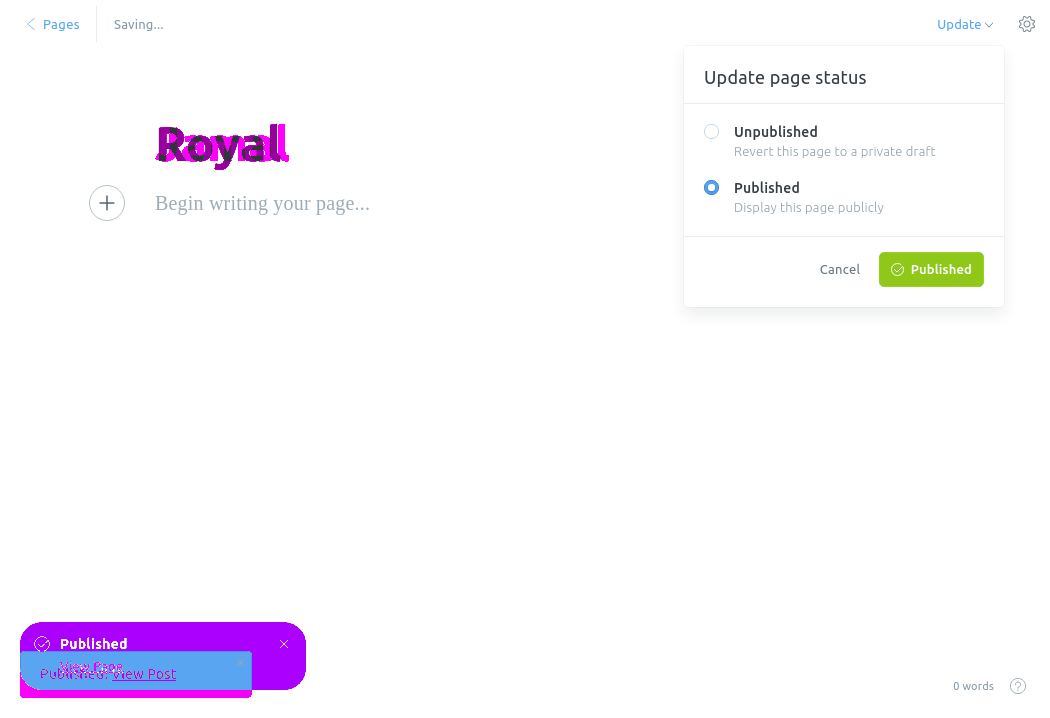 Pages
Saving...
Update
Update page status
Unpublished
Revert this page to a private draft
Published
Display this page publicly
Cancel
Published
Begin writing your page...
Published
View Page
Published! View Post
0 words